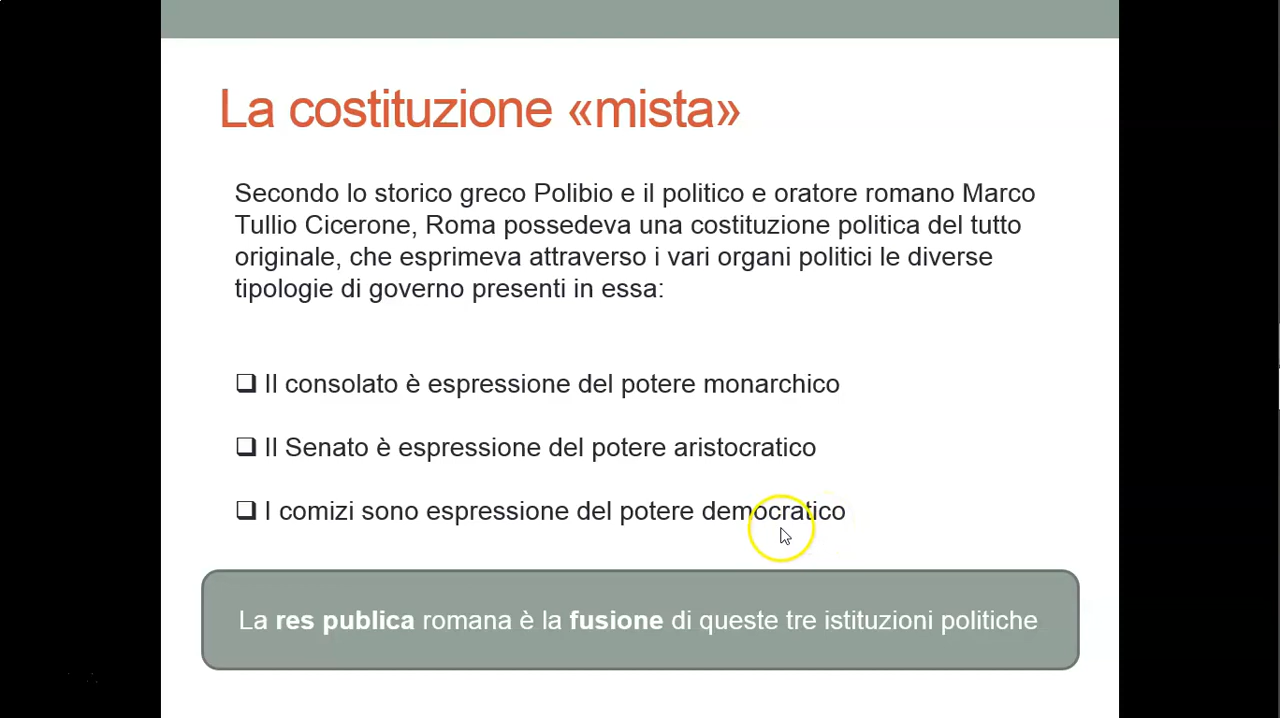 La costituzione «mista»
Secondo lo storico greco Polibio e il politico e oratore romano Marco
Tullio Cicerone, Roma possedeva una costituzione politica del tutto
originale, che esprimeva attraverso i vari organi politici le diverse
tipologie di governo presenti in essa:
❑ Il consolato è espressione del potere monarchico
❑ Il Senato è espressione del potere aristocratico
❑ I comizi sono espressione del potere democratico
La res publica romana è la fusione di queste tre istituzioni politiche